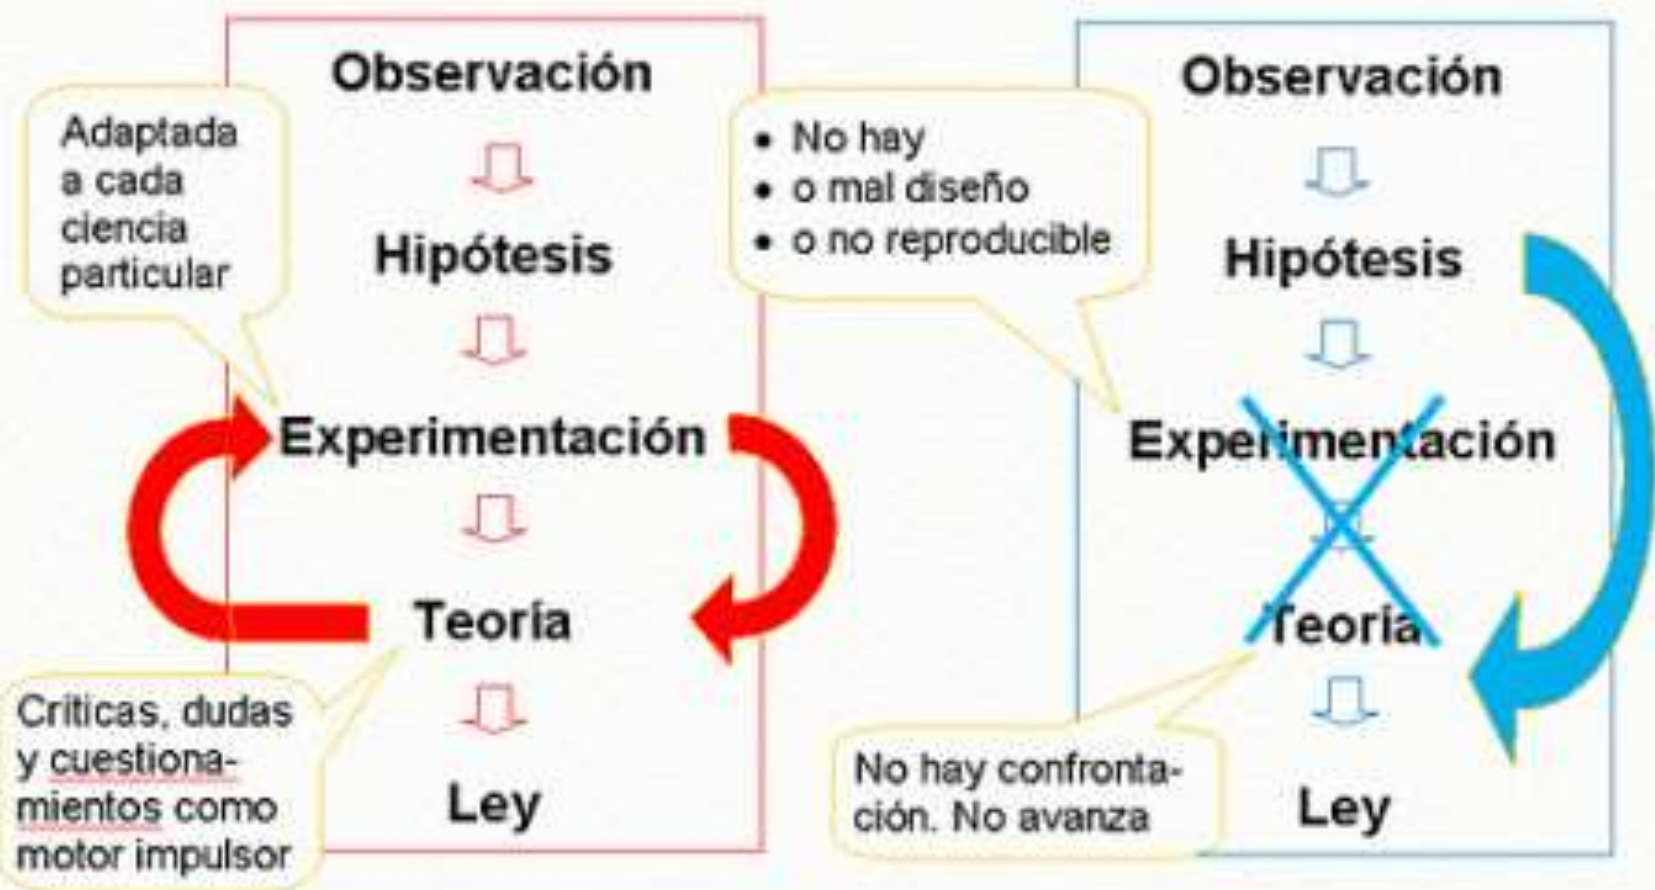 Observación
Adaptada
a cada
ciencia
particular
Hipótesis
Experimentación
Teoría
Críticas, dudas
y cuestiona-
mientos como
motor impulsor
Ley
Observación
• No hay
• o mal diseño
• o no reproducible
Hipótesis
Experimentación
Teoría
No hay confronta-
ción. No avanza
Ley